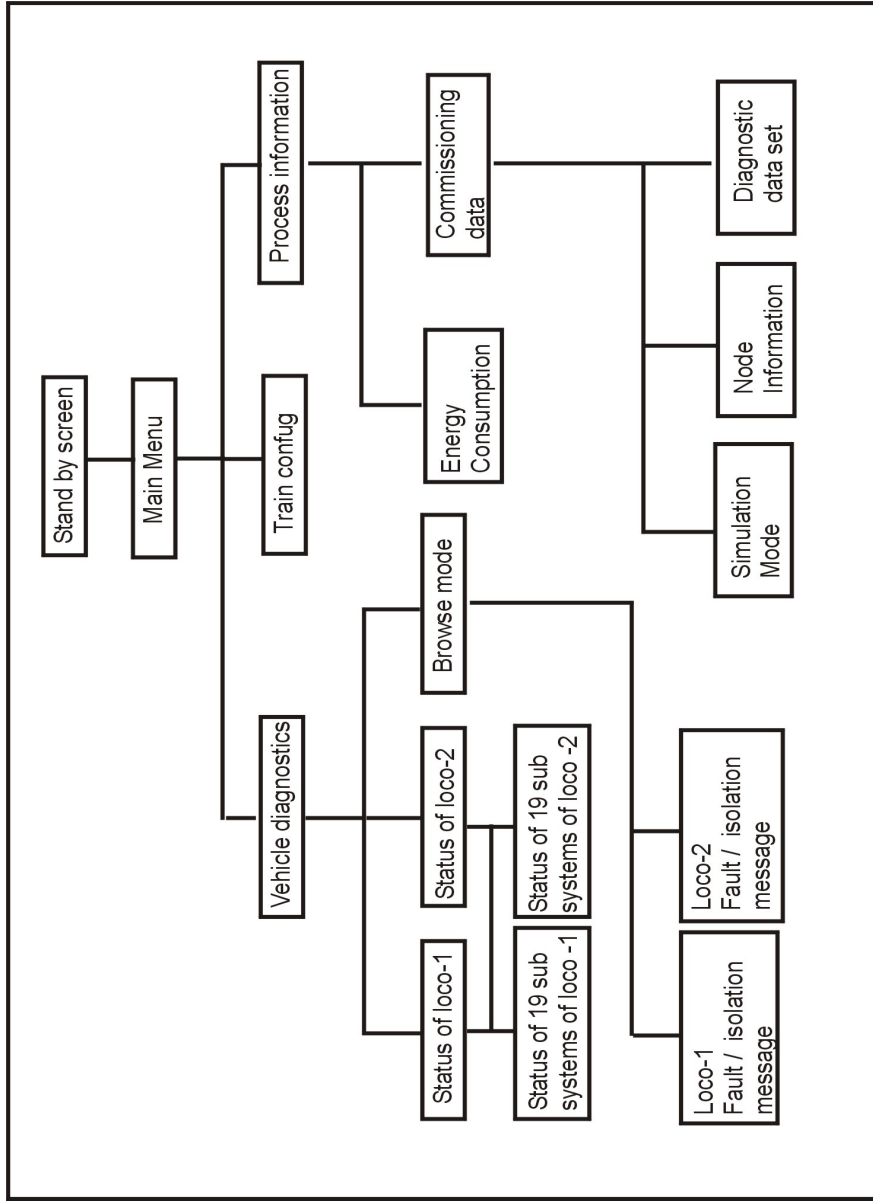 Stand by screen
Main Menu
Vehicle diagnostics
Train confug
Process information
Status of loco-1
Status of loco-2
Browse mode
Energy
Consumption
Commissioning
data
Status of 19 sub
systems of loco -1
Status of 19 sub
systems of loco -2
Loco-1
Fault / isolation
message
Loco-2
Fault / isolation
message
Simulation
Mode
Node
Information
Diagnostic
data set